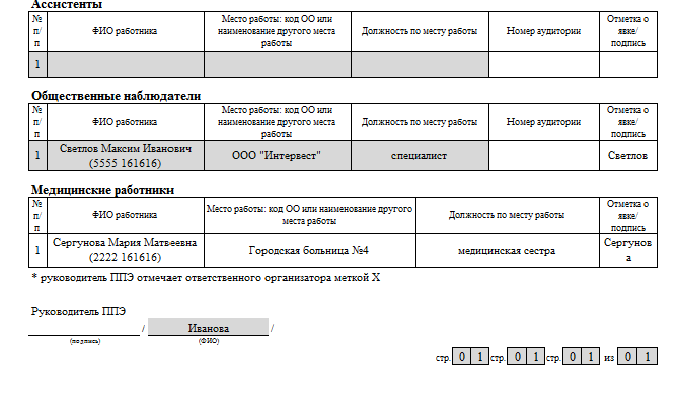 Ассистенты
№ п/п ФИО работника Место работы: код ОО или наименование другого места работы Должность по месту работы Номер аудитории Отметка о явке/подпись
1
Общественные наблюдатели
№ п/п ФИО работника Место работы: код ОО или наименование другого места работы Должность по месту работы Номер аудитории Отметка о явке/подпись
1 Светлов Максим Иванович (5555 161616) ООО "Интервест" специалист Светлов
Медицинские работники
№ п/п ФИО работника Место работы: код ОО или наименование другого места работы Должность по месту работы Отметка о явке/подпись
1 Сергунова Мария Матвеевна (2222 161616) Городская больница №4 медицинская сестра Сергунова
* руководитель ППЭ отмечает ответственного организатора меткой X
Руководитель ППЭ
/ Иванова /
(подпись) (ФИО)
стр. 0 1 стр. 0 1 стр. 0 1 из 0 1